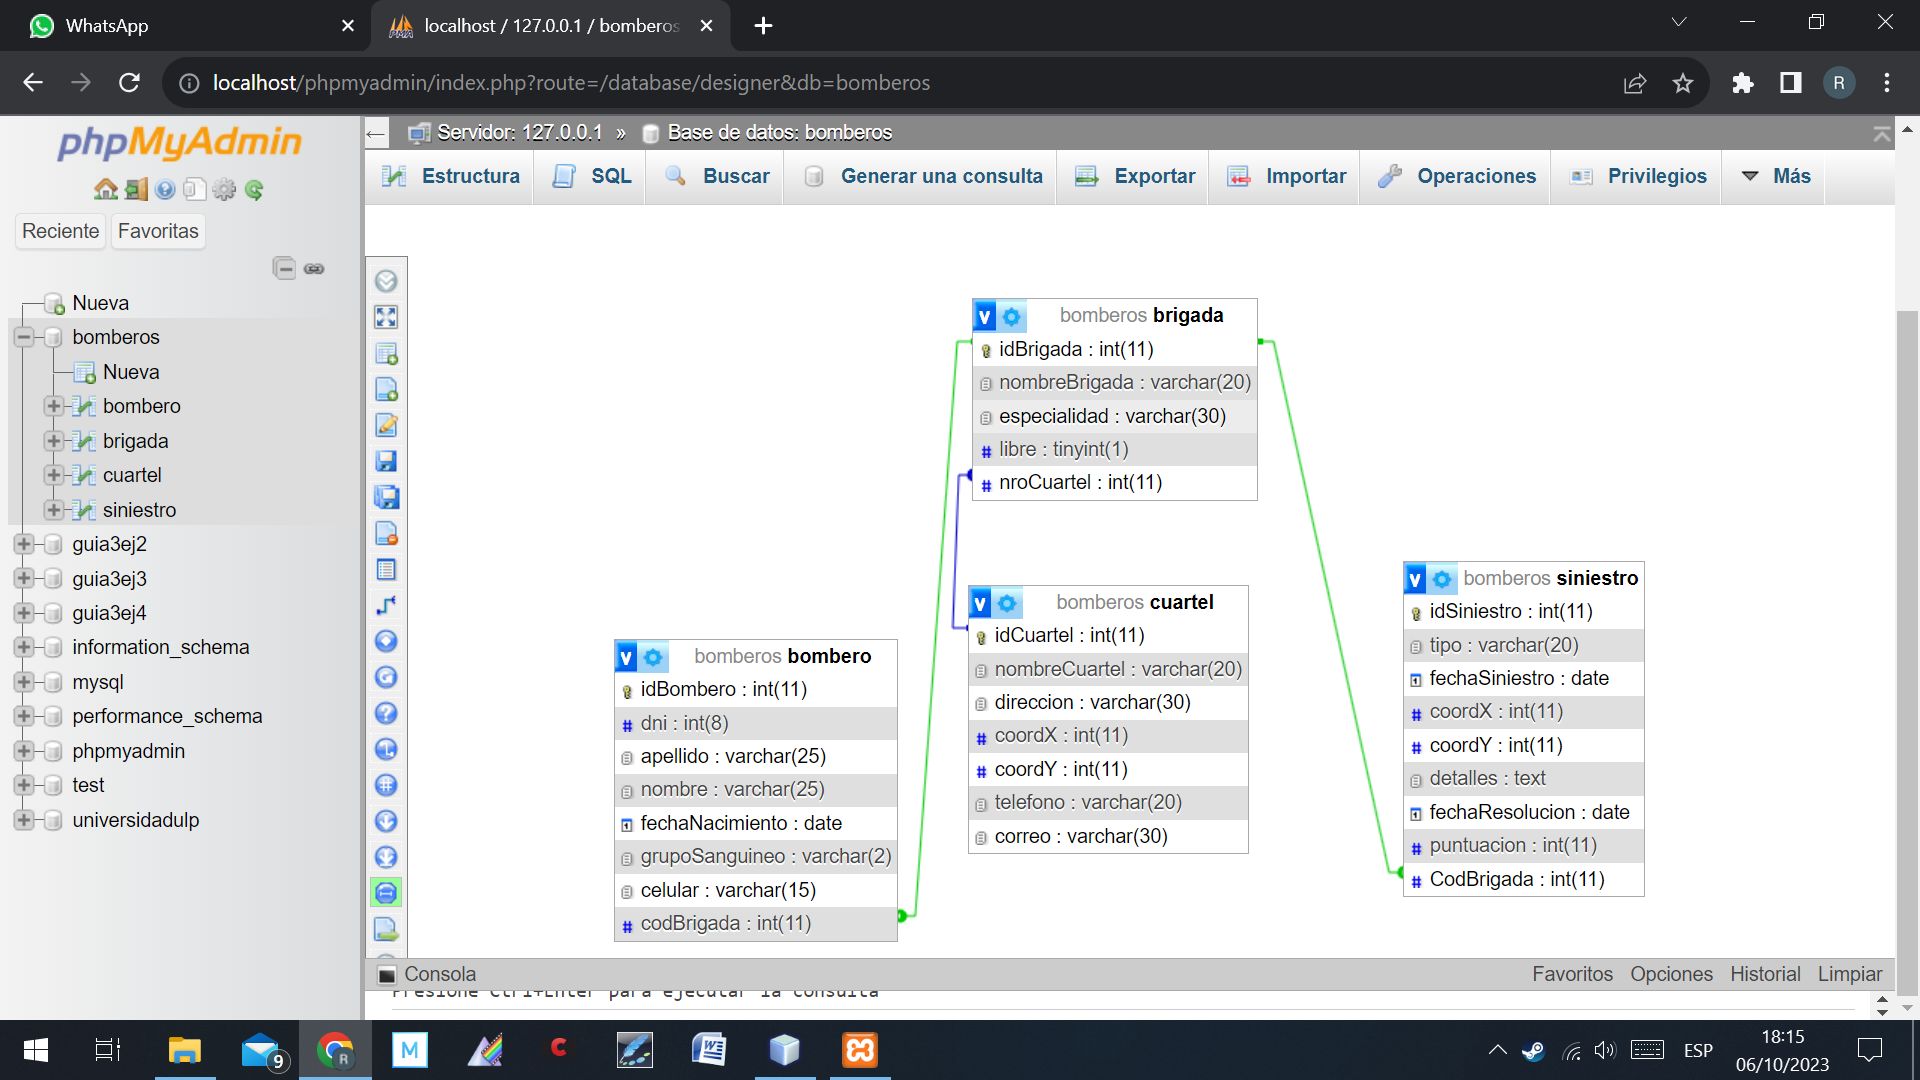 WhatsApp
localhost / 127.0.0.1 / bomberos
localhost/phpmyadmin/index.php?route=/database/designer&db=bomberos
R
phpMyAdmin
Reciente
Favoritas
Nueva
bomberos
Nueva
bombero
brigada
cuartel
siniestro
guia3ej2
guia3ej3
guia3ej4
information_schema
mysql
performance_schema
phpmyadmin
test
universidadulp
Servidor: 127.0.0.1 » Base de datos: bomberos
Estructura
SQL
Buscar
Generar una consulta
Exportar
Importar
Operaciones
Privilegios
Más
v bomberos brigada
idBrigada : int(11)
nombreBrigada : varchar(20)
especialidad : varchar(30)
# libre : tinyint(1)
# nroCuartel : int(11)
v bomberos cuartel
idCuartel : int(11)
nombreCuartel : varchar(20)
direccion : varchar(30)
# coordX : int(11)
# coordY : int(11)
telefono : varchar(20)
correo : varchar(30)
v bomberos bombero
idBombero : int(11)
# dni : int(8)
apellido : varchar(25)
nombre : varchar(25)
fechaNacimiento : date
grupoSanguineo : varchar(2)
celular : varchar(15)
# codBrigada : int(11)
v bomberos siniestro
idSiniestro : int(11)
tipo : varchar(20)
fechaSiniestro : date
# coordX : int(11)
# coordY : int(11)
detalles : text
fechaResolucion : date
# puntuacion : int(11)
# CodBrigada : int(11)
Consola
Favoritos
Opciones
Historial
Limpiar
Presione Ctrl+Enter para ejecutar la consulta
9
R
M
C
W
ESP
18:15
06/10/2023